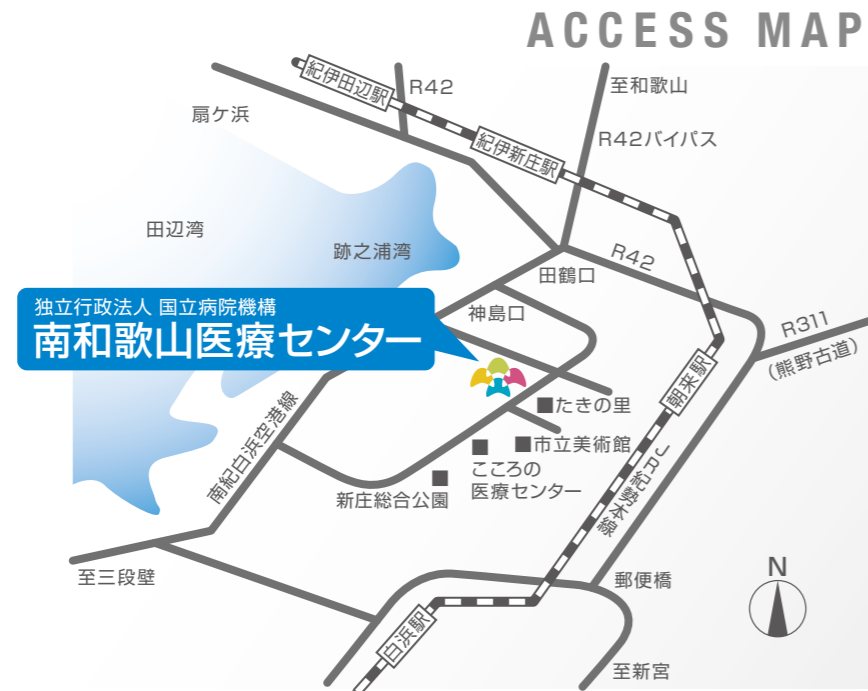 ACCESS MAP
紀伊田辺駅
R42
至和歌山
扇ケ浜
R42バイパス
紀伊新庄駅
田辺湾
跡之浦湾
田鶴口
R42
独立行政法人 国立病院機構
南和歌山医療センター
神島口
R311
(熊野古道)
朝来駅
■たきの里
南紀白浜空港線
■市立美術館
こころの
医療センター
新庄総合公園
JR紀勢本線
至三段壁
郵便橋
N
白浜駅
至新宮